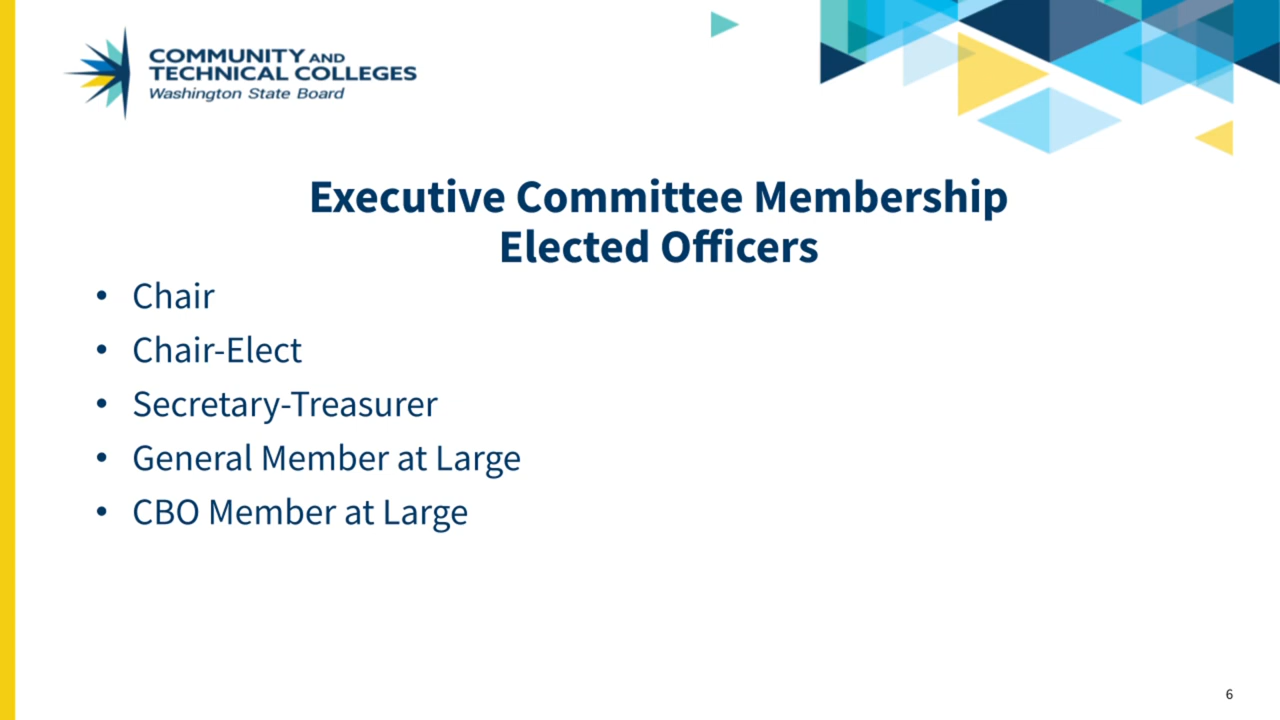 COMMUNITY AND
TECHNICAL COLLEGES
Washington State Board
Executive Committee Membership
Elected Officers
• Chair
• Chair-Elect
• Secretary-Treasurer
• General Member at Large
• CBO Member at Large
6